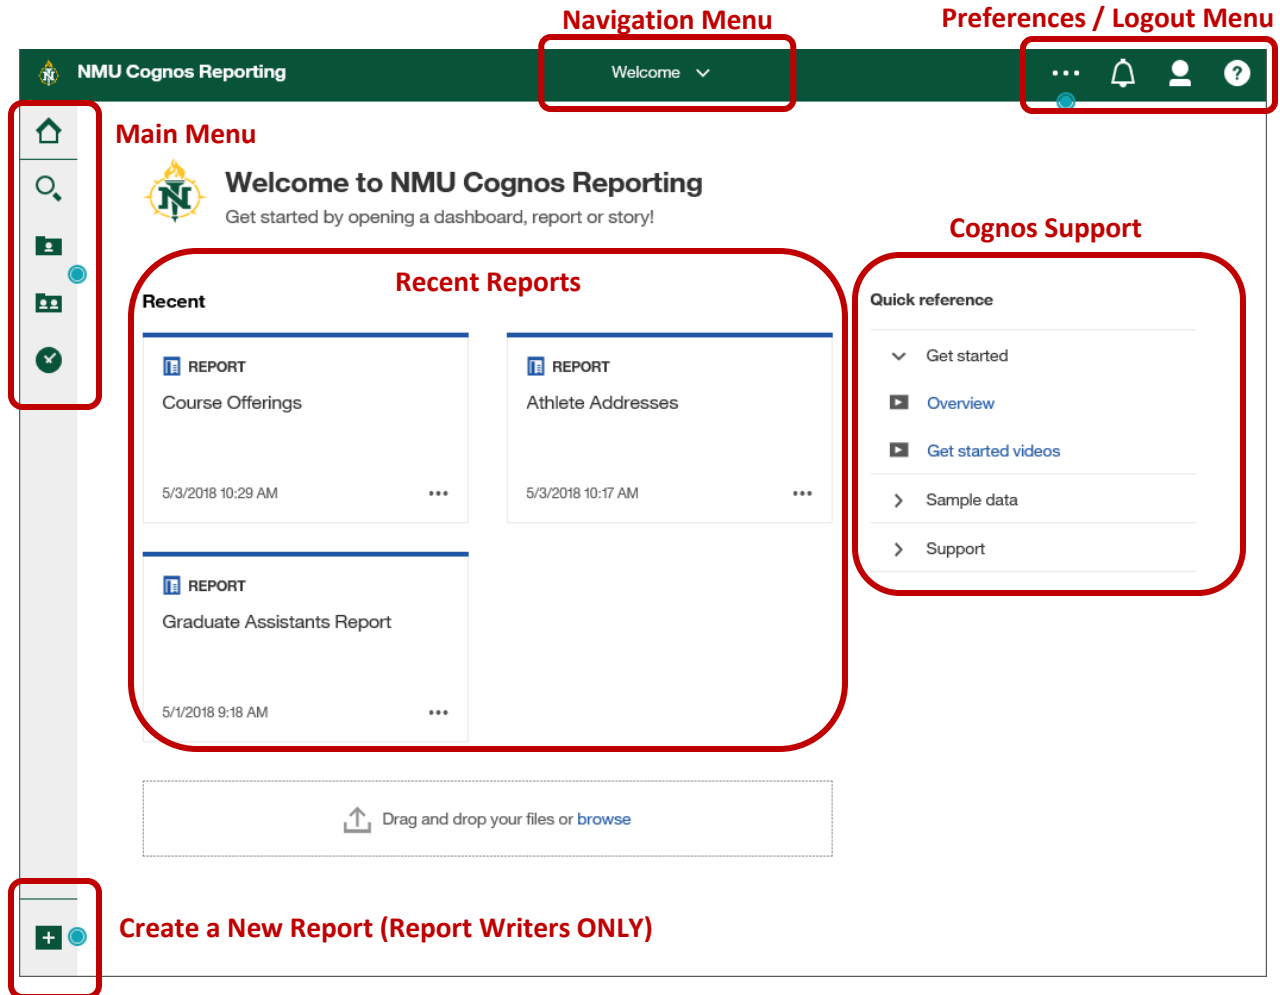 Navigation Menu
Preferences / Logout Menu
NMU Cognos Reporting
Welcome
Main Menu
Welcome to NMU Cognos Reporting
Get started by opening a dashboard, report or story!
Cognos Support
Recent Reports
Recent
Quick reference
REPORT
Course Offerings
5/3/2018 10:29 AM
REPORT
Athlete Addresses
5/3/2018 10:17 AM
Get started
Overview
Get started videos
Sample data
Support
REPORT
Graduate Assistants Report
5/1/2018 9:18 AM
Drag and drop your files or browse
Create a New Report (Report Writers ONLY)